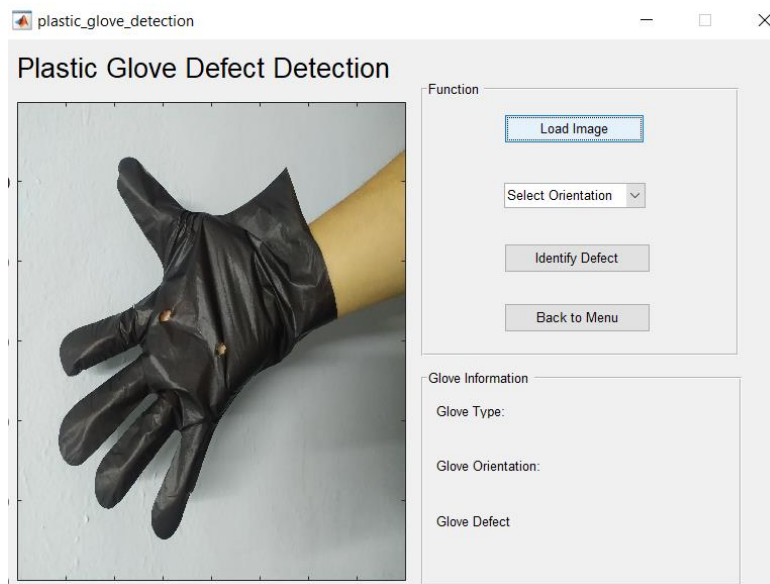 plastic_glove_detection
Plastic Glove Defect Detection
Function
Load Image
Select Orientation
Identify Defect
Back to Menu
Glove Information
Glove Type:
Glove Orientation:
Glove Defect